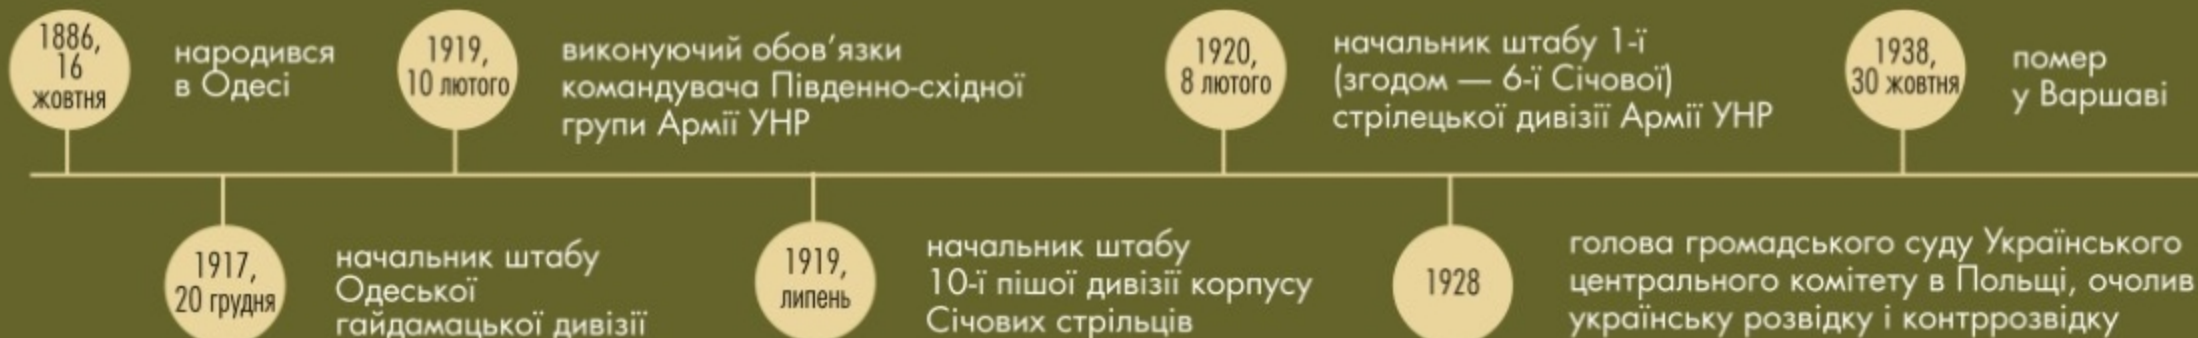 1886,
16
жовтня
народився
в Одесі
1917,
20 грудня
начальник штабу
Одеської
гайдамацької дивізії
1919,
10 лютого
виконуючий обов’язки
командувача Південно-східної
групи Армії УНР
1919,
липень
начальник штабу
10-ї пішої дивізії корпусу
Січових стрільців
1920,
8 лютого
начальник штабу 1-ї
(згодом — 6-ї Січової)
стрілецької дивізії Армії УНР
1928
голова громадського суду Українського
центрального комітету в Польщі, очолив
українську розвідку і контррозвідку
1938,
30 жовтня
помер
у Варшаві